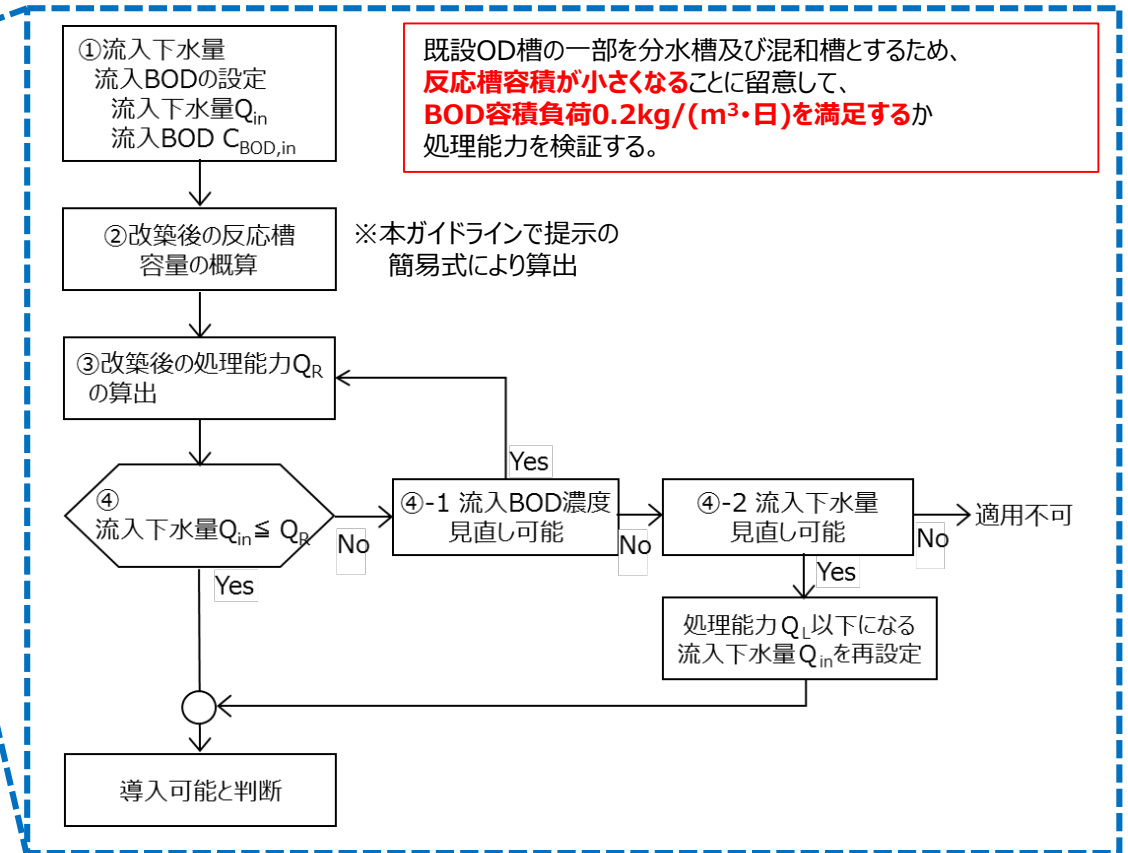 ①流入下水量
流入BODの設定
流入下水量Qin
流入BOD CBOD,in
既設OD槽の一部を分水槽及び混和槽とするため、
反応槽容積が小さくなることに留意して、
BOD容積負荷0.2kg/(m³・日)を満足するか
処理能力を検証する。
②改築後の反応槽
容量の概算
※本ガイドラインで提示の
簡易式により算出
③改築後の処理能力QR
の算出
④
流入下水量Qin≦ QR
No
Yes
④-1 流入BOD濃度
見直し可能
Yes
No
④-2 流入下水量
見直し可能
No
適用不可
Yes
処理能力QL以下になる
流入下水量Qinを再設定
導入可能と判断